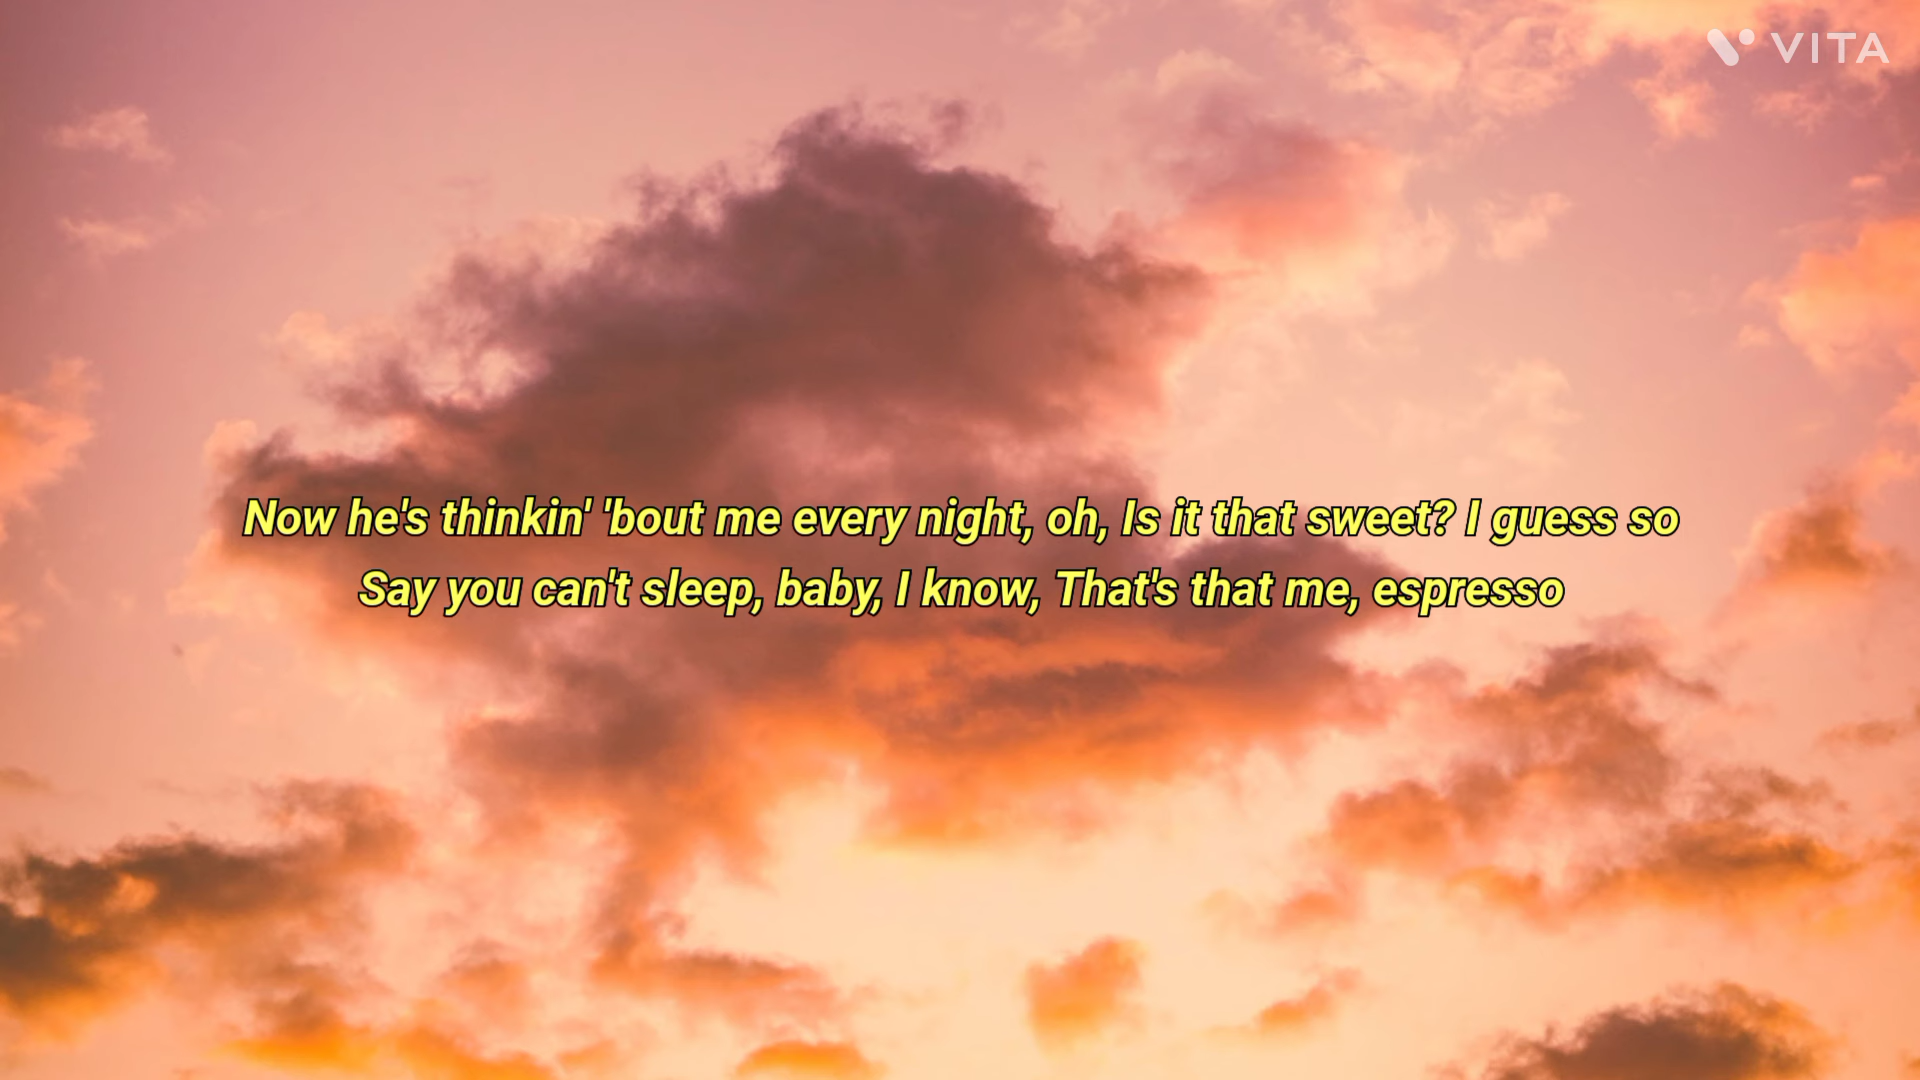 VITA
Now he's thinkin' 'bout me every night, oh, Is it that sweet? I guess so
Say you can't sleep, baby, I know, That's that me, espresso